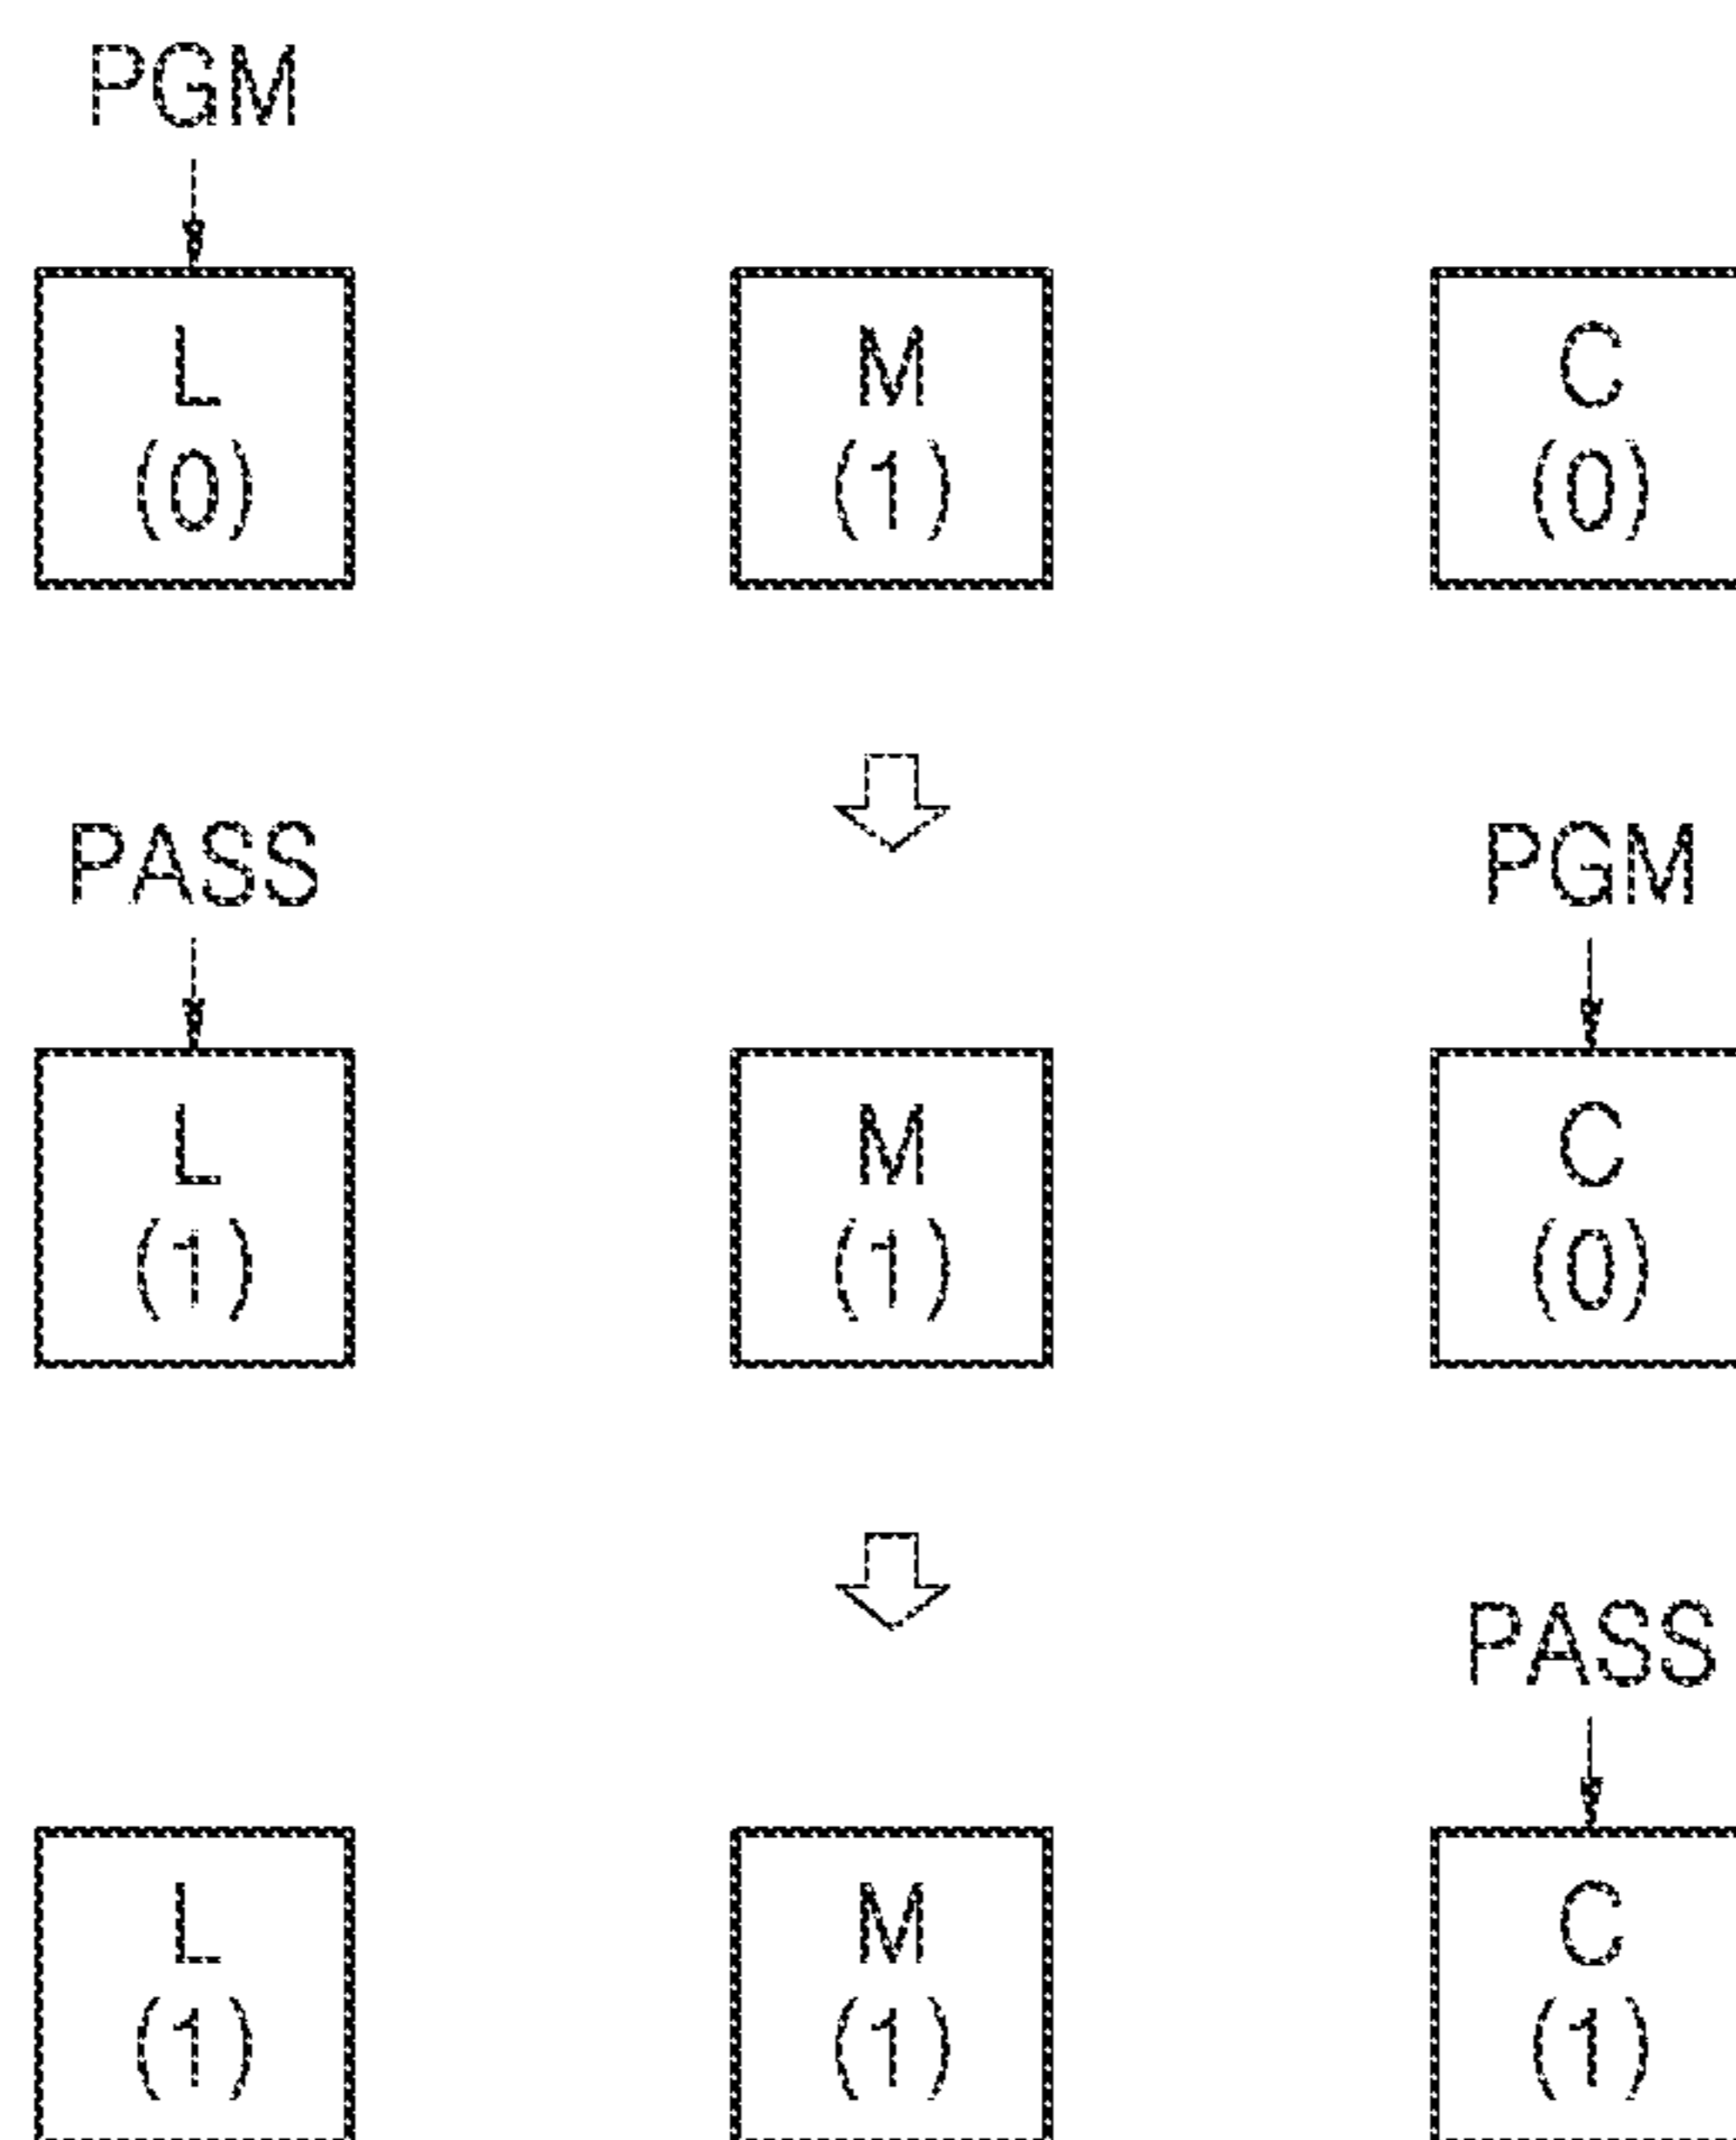 PGM
L M C
(0) (1) (0)
PASS PGM
L M C
(1) (1) (0)
PASS
L M C
(1) (1) (1)